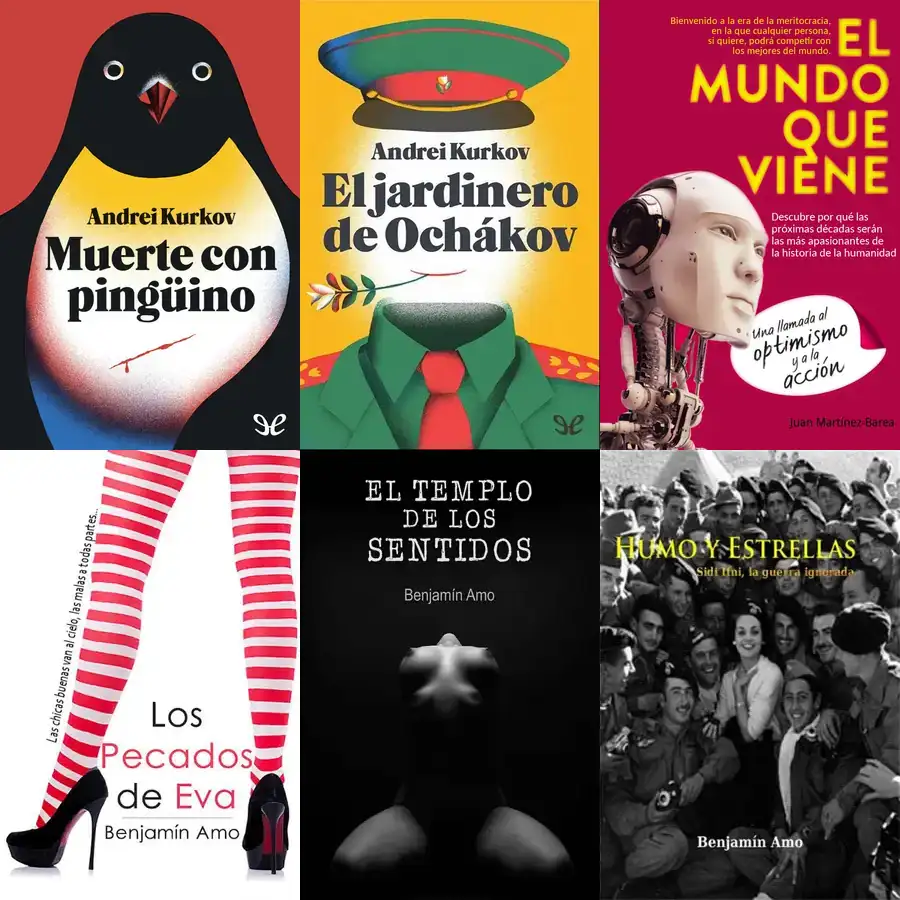 Andrei Kurkov
Muerte con
pingüino
Andrei Kurkov
El jardinero
de Ochákov
Bienvenido a la era de la meritocracia,
en la que cualquier persona,
si quiere, podrá competir con
los mejores del mundo.
EL
MUNDO
QUE
VIENE
Descubre por qué las
próximas décadas serán
las más apasionantes de
la historia de la humanidad
Una llamada al
optimismo
y a la
acción
Juan Martínez-Barea
Las chicas buenas van al cielo, las malas a todas partes...
Los
Pecados
de Eva
Benjamín Amo
EL TEMPLO
DE LOS
SENTIDOS
Benjamín Amo
HUMO Y ESTRELLAS
Sidi Ifni, la guerra ignorada
Benjamín Amo